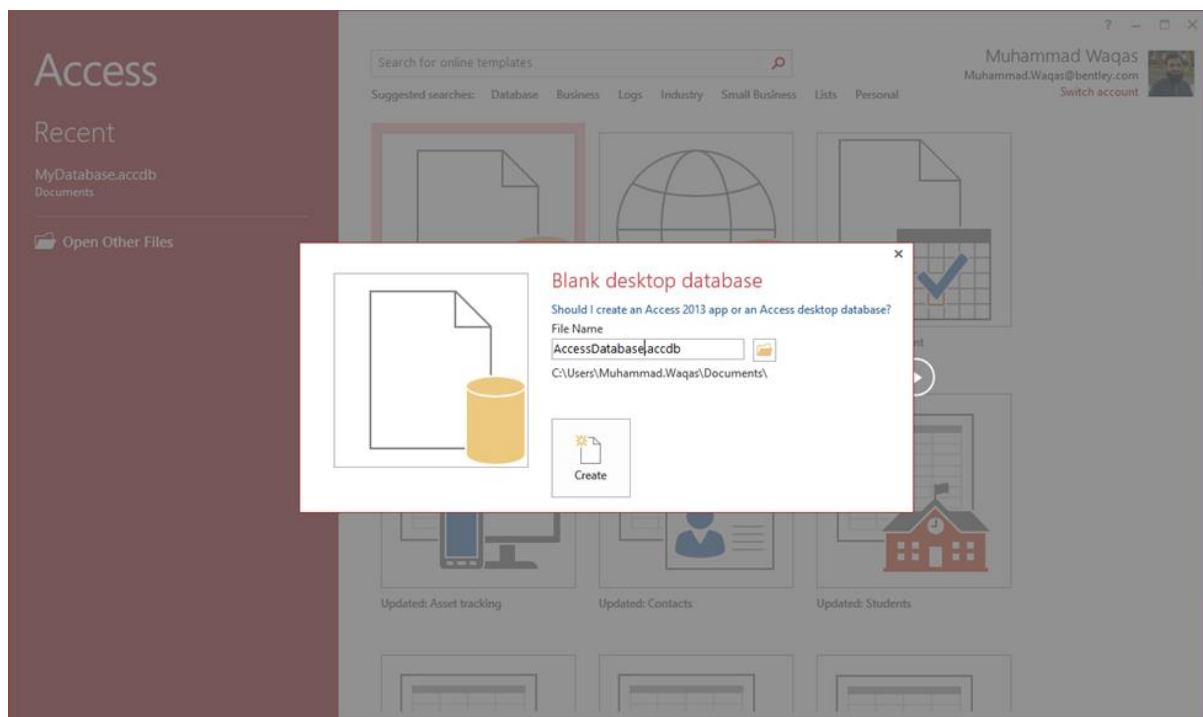 ? – □ ×
Access
Search for online templates
Muhammad Waqas
Muhammad.Waqas@bentley.com
Switch account
Suggested searches: Database Business Logs Industry Small Business Lists Personal
Recent
MyDatabase.accdb
Documents
Open Other Files
Blank desktop database
Should I create an Access 2013 app or an Access desktop database?
File Name
AccessDatabase.accdb
C:\Users\Muhammad.Waqas\Documents\
Create
Updated: Asset tracking
Updated: Contacts
Updated: Students